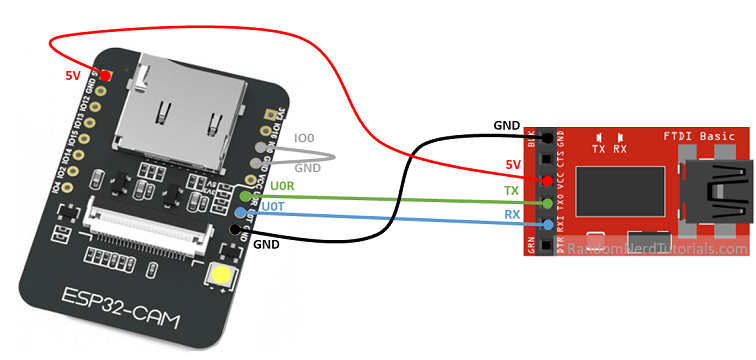 5V
GND 5V
IO12
IO13
IO15
IO14
IO2
IO4
3V3
IO16
IO0
GND
VCC
U0R
U0T
GND
5V
3V
IO0
GND
U0R
U0T
GND
ESP32-CAM
GND
5V
TX
RX
BLK
GRN
GND
CTS
VCC
TXO
RXI
DTR
FTDI Basic
TX RX
RandomNerdTutorials.com
- +